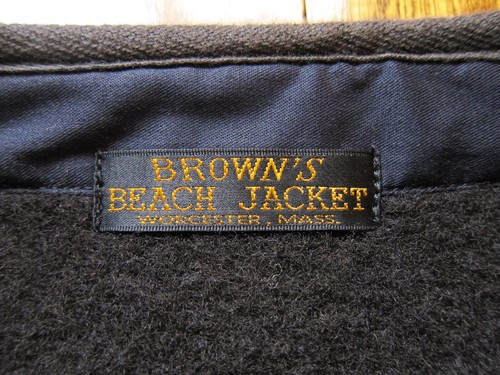 BROWN'S
BEACH JACKET
WORCESTER, MASS.